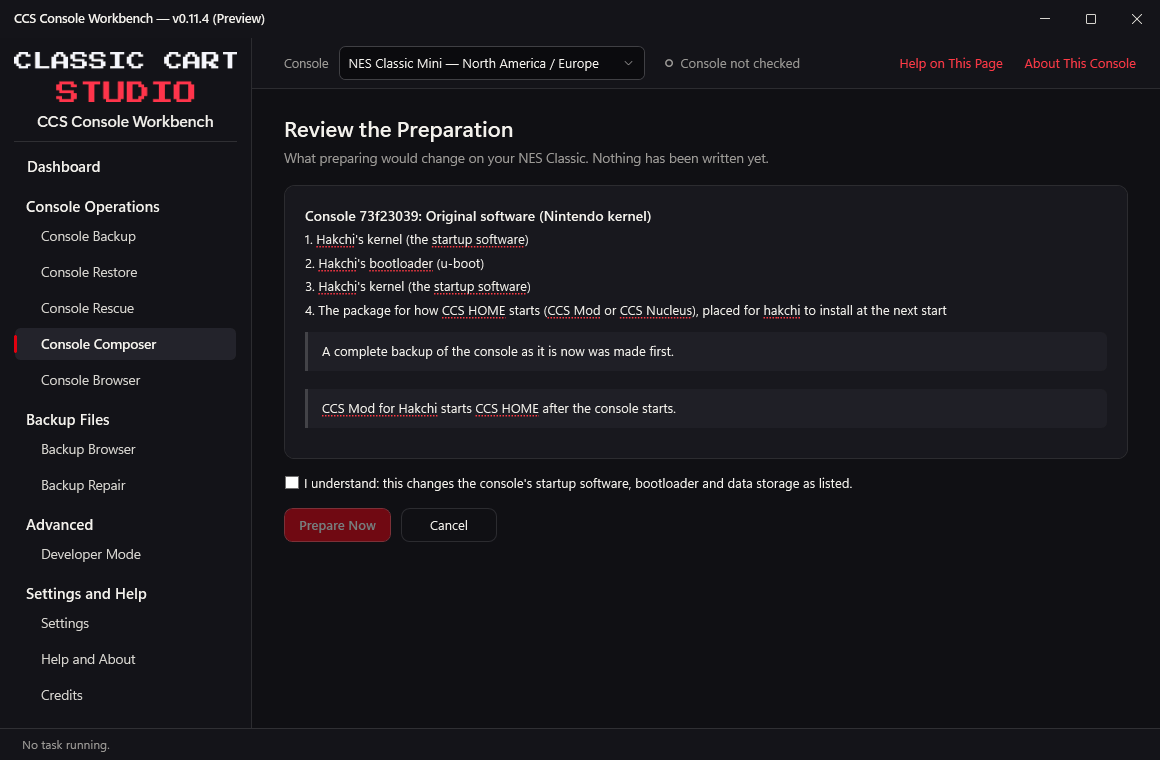 CCS Console Workbench — v0.11.4 (Preview)
CLASSIC CART
STUDIO
CCS Console Workbench
Dashboard
Console Operations
Console Backup
Console Restore
Console Rescue
Console Composer
Console Browser
Backup Files
Backup Browser
Backup Repair
Advanced
Developer Mode
Settings and Help
Settings
Help and About
Credits
Console
NES Classic Mini — North America / Europe
Console not checked
Help on This Page
About This Console
Review the Preparation
What preparing would change on your NES Classic. Nothing has been written yet.
Console 73f23039: Original software (Nintendo kernel)
1. Hakchi's kernel (the startup software)
2. Hakchi's bootloader (u-boot)
3. Hakchi's kernel (the startup software)
4. The package for how CCS HOME starts (CCS Mod or CCS Nucleus), placed for hakchi to install at the next start
A complete backup of the console as it is now was made first.
CCS Mod for Hakchi starts CCS HOME after the console starts.
I understand: this changes the console's startup software, bootloader and data storage as listed.
Prepare Now
Cancel
No task running.